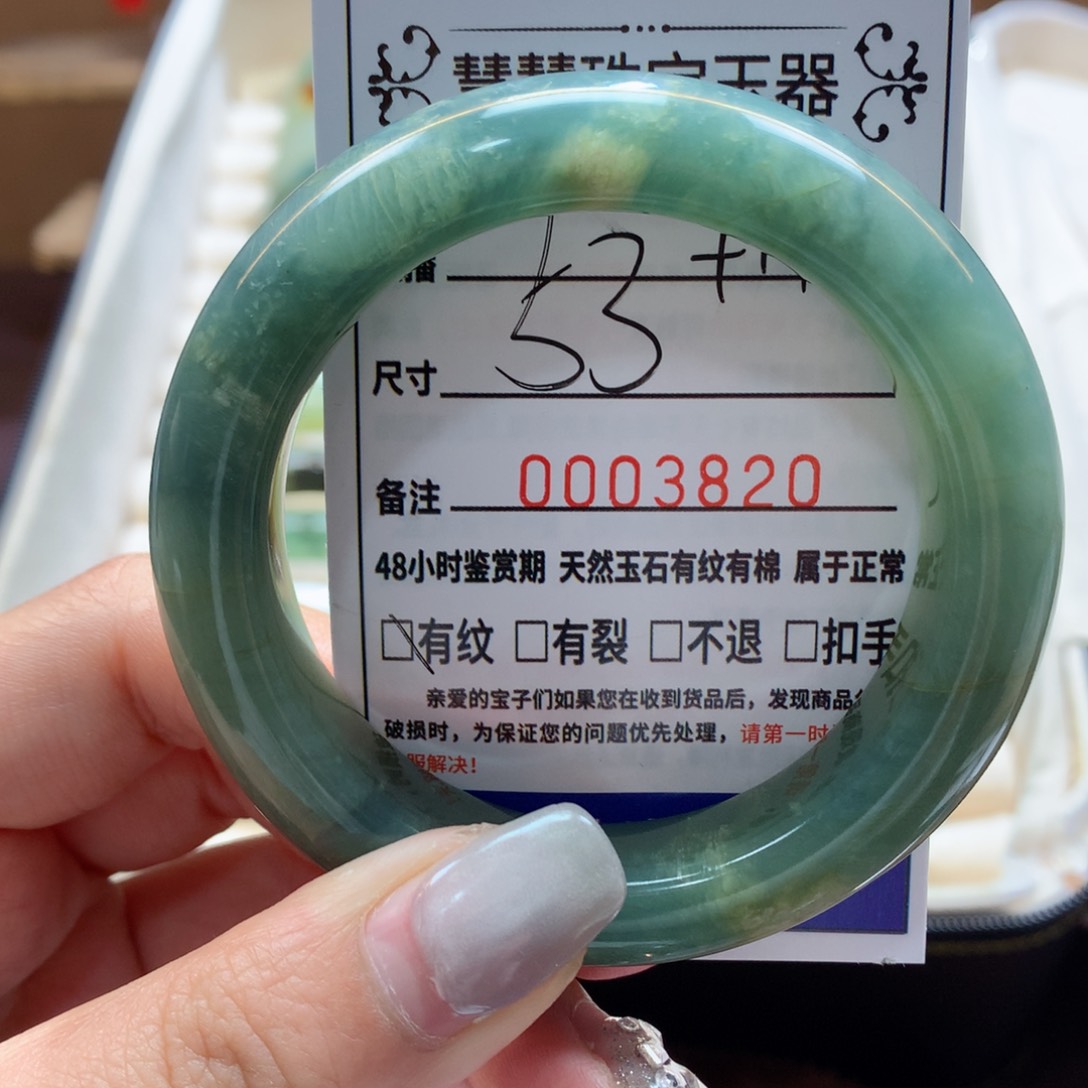 慧慧珠宝玉器
播
尺寸 53
备注 0003820
48小时鉴赏期 天然玉石有纹有棉 属于正常
□有纹 □有裂 □不退 □扣手
亲爱的宝子们如果您在收到货品后，发现商品
破损时，为保证您的问题优先处理，请第一时
服解决！